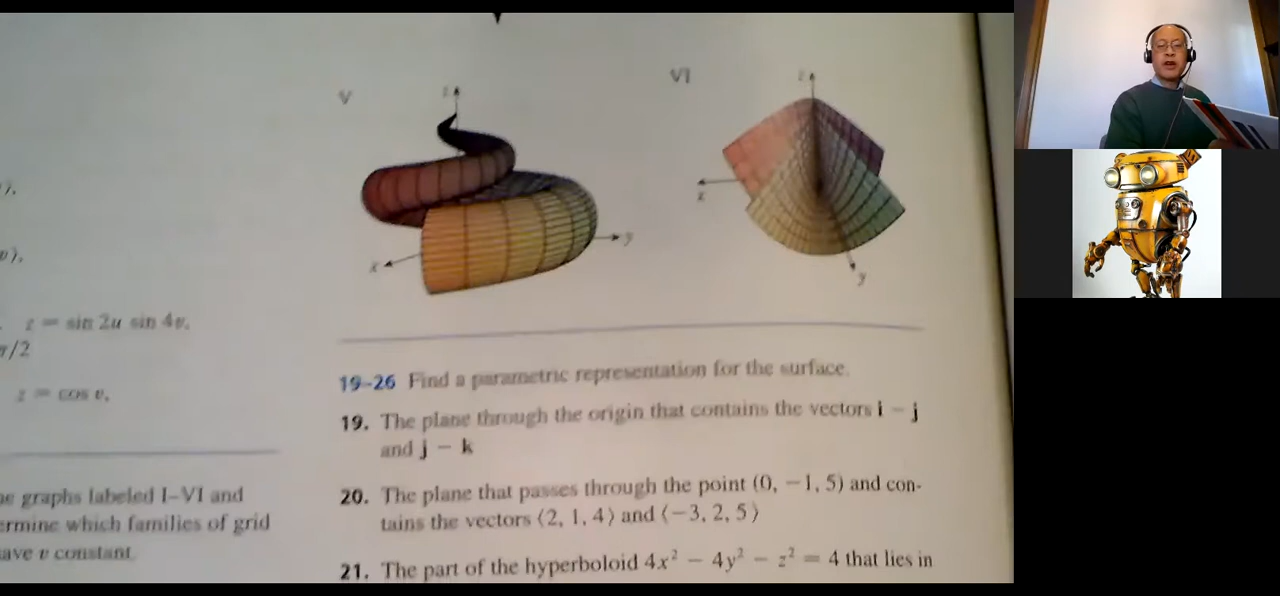 V
z
x
y
VI
z
x
y
),
v),
z = sin 2u sin 4v,
π/2
z = cos v,
19–26 Find a parametric representation for the surface.
19. The plane through the origin that contains the vectors i − j
and j − k
20. The plane that passes through the point (0, −1, 5) and con-
tains the vectors ⟨2, 1, 4⟩ and ⟨−3, 2, 5⟩
21. The part of the hyperboloid 4x² − 4y² − z² = 4 that lies in
he graphs labeled I–VI and
ermine which families of grid
ave v constant.